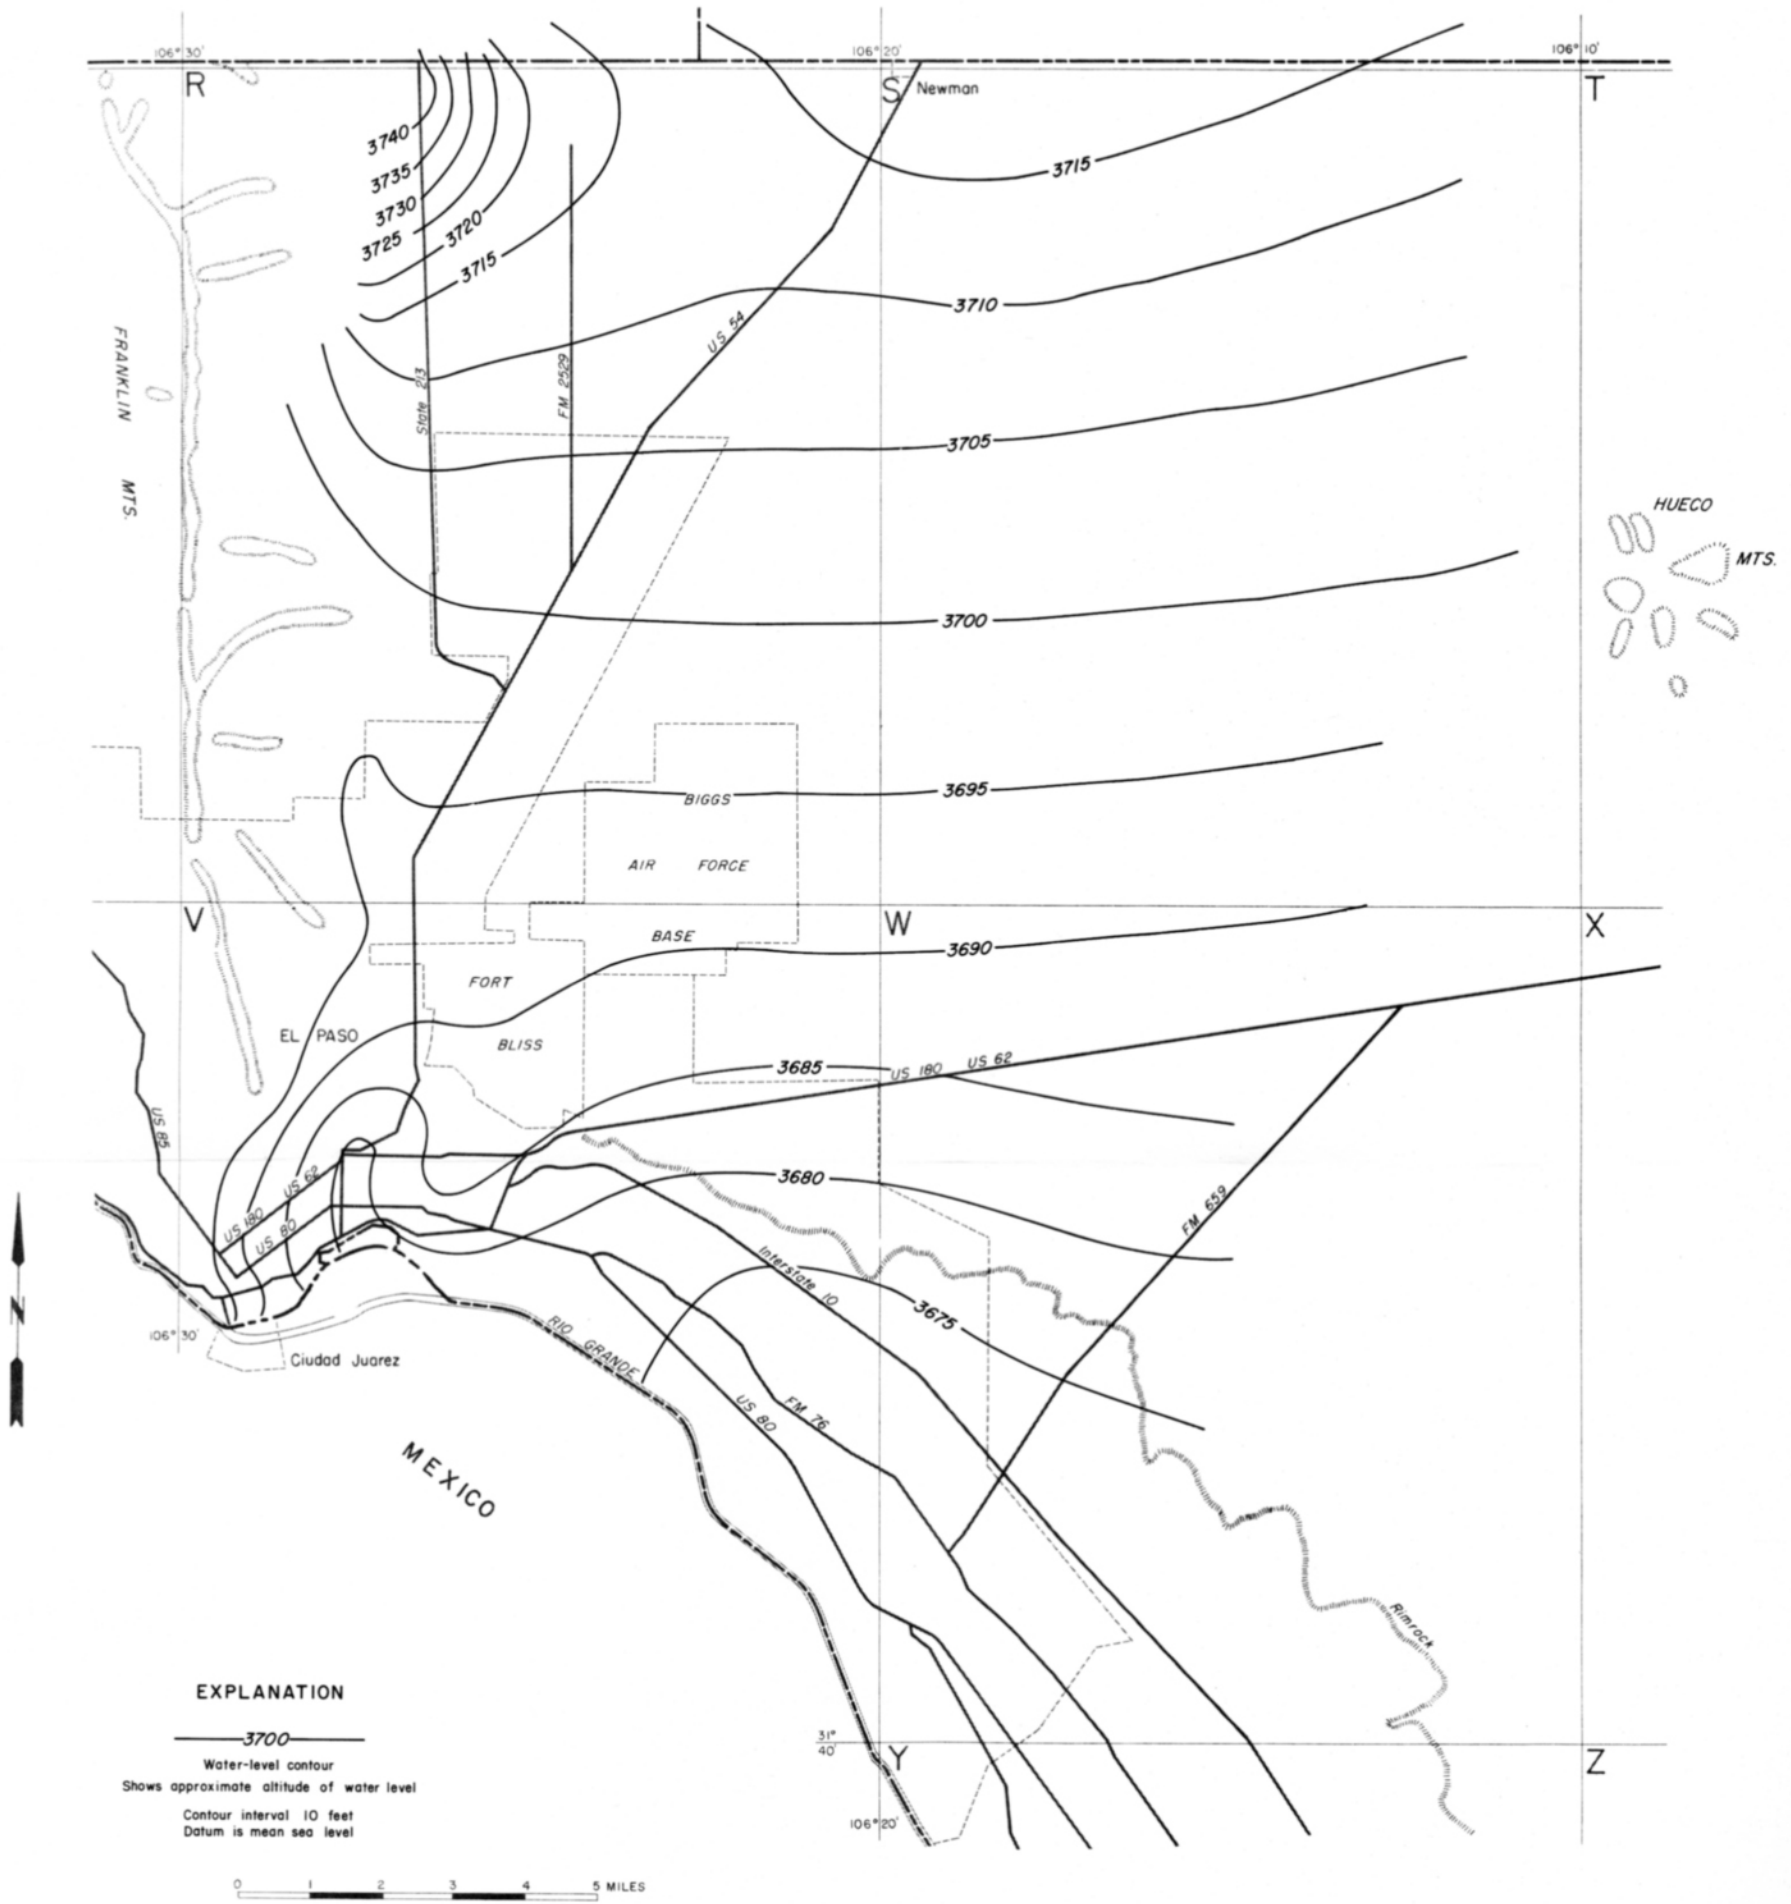 106° 30'
106° 20'
106° 10'
R
S
Newman
T
3740
3735
3715
3730
3720
3725
3715
3710
US 54
FRANKLIN MTS.
State 213
FM 2529
3705
HUECO
MTS.
3700
3695
BIGGS
AIR FORCE
V
W
X
BASE
3690
FORT
EL PASO
BLISS
3685
US 180
US 62
US 85
US 62
3680
US 180
US 80
FM 659
Interstate 10
3675
N
106° 30'
RIO GRANDE
Ciudad Juarez
US 80
FM 76
MEXICO
Rimrock
EXPLANATION
3700
Water-level contour
Shows approximate altitude of water level
Contour interval 10 feet
Datum is mean sea level
31°
40'
Y
Z
106° 20'
0 1 2 3 4 5 MILES